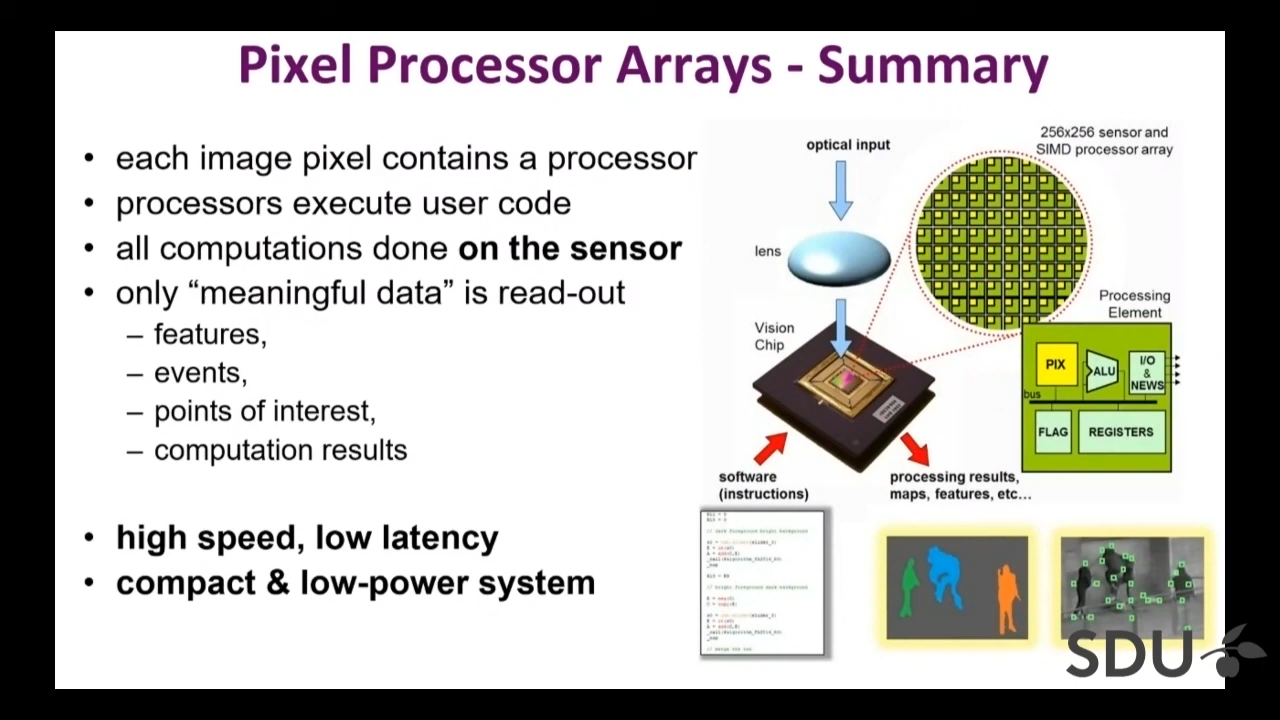 Pixel Processor Arrays - Summary
• each image pixel contains a processor
• processors execute user code
• all computations done on the sensor
• only “meaningful data” is read-out
– features,
– events,
– points of interest,
– computation results
• high speed, low latency
• compact & low-power system
optical input
256x256 sensor and
SIMD processor array
lens
Vision
Chip
Processing
Element
PIX
ALU
I/O
&
NEWS
bus
FLAG
REGISTERS
software
(instructions)
processing results,
maps, features, etc...
SDU